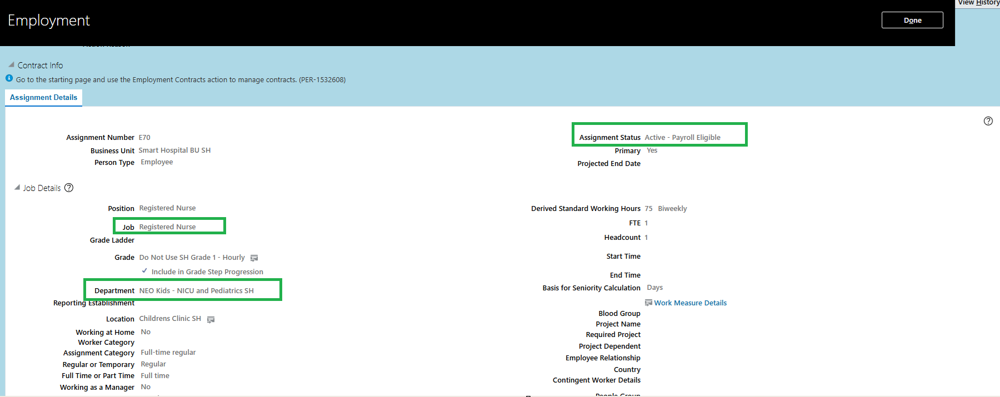 View History
Employment
Done
Contract Info
Go to the starting page and use the Employment Contracts action to manage contracts. (PER-1532608)
Assignment Details
Assignment Number E70
Business Unit Smart Hospital BU SH
Person Type Employee
Assignment Status Active - Payroll Eligible
Primary Yes
Projected End Date
Job Details
Position Registered Nurse
Job Registered Nurse
Grade Ladder
Grade Do Not Use SH Grade 1 - Hourly
Include in Grade Step Progression
Department NEO Kids - NICU and Pediatrics SH
Reporting Establishment
Location Childrens Clinic SH
Working at Home No
Worker Category
Assignment Category Full-time regular
Regular or Temporary Regular
Full Time or Part Time Full time
Working as a Manager No
Derived Standard Working Hours 75 Biweekly
FTE 1
Headcount 1
Start Time
End Time
Basis for Seniority Calculation Days
Work Measure Details
Blood Group
Project Name
Required Project
Project Dependent
Employee Relationship
Country
Contingent Worker Details
People Group